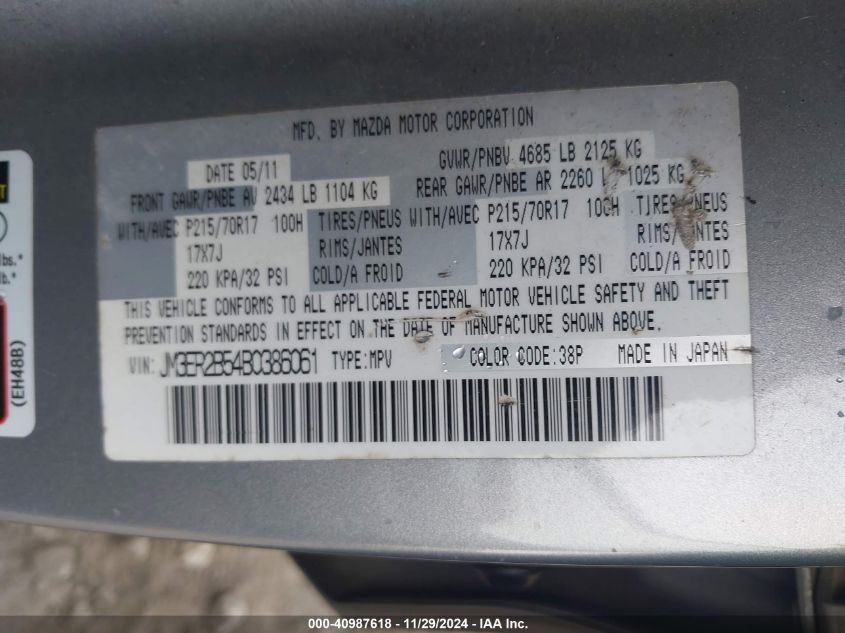 MFD. BY MAZDA MOTOR CORPORATION
DATE 05/11 GVWR/PNBV 4685 LB 2125 KG
FRONT GAWR/PNBE AV 2434 LB 1104 KG REAR GAWR/PNBE AR 2260 1025 KG
WITH/AVEC P215/70R17 100H TIRES/PNEUS WITH/AVEC P215/70R17 100H TIRES/PNEUS
17X7J RIMS/JANTES 17X7J RIMS/JANTES
220 KPA/32 PSI COLD/A FROID 220 KPA/32 PSI COLD/A FROID
THIS VEHICLE CONFORMS TO ALL APPLICABLE FEDERAL MOTOR VEHICLE SAFETY AND THEFT
PREVENTION STANDARDS IN EFFECT ON THE DATE OF MANUFACTURE SHOWN ABOVE.
VIN: JM3ER2B54B0386061 TYPE:MPV COLOR CODE:38P MADE IN JAPAN
lbs.*
lb.*
(EH48B)
000-40987618 - 11/29/2024 - IAA Inc.